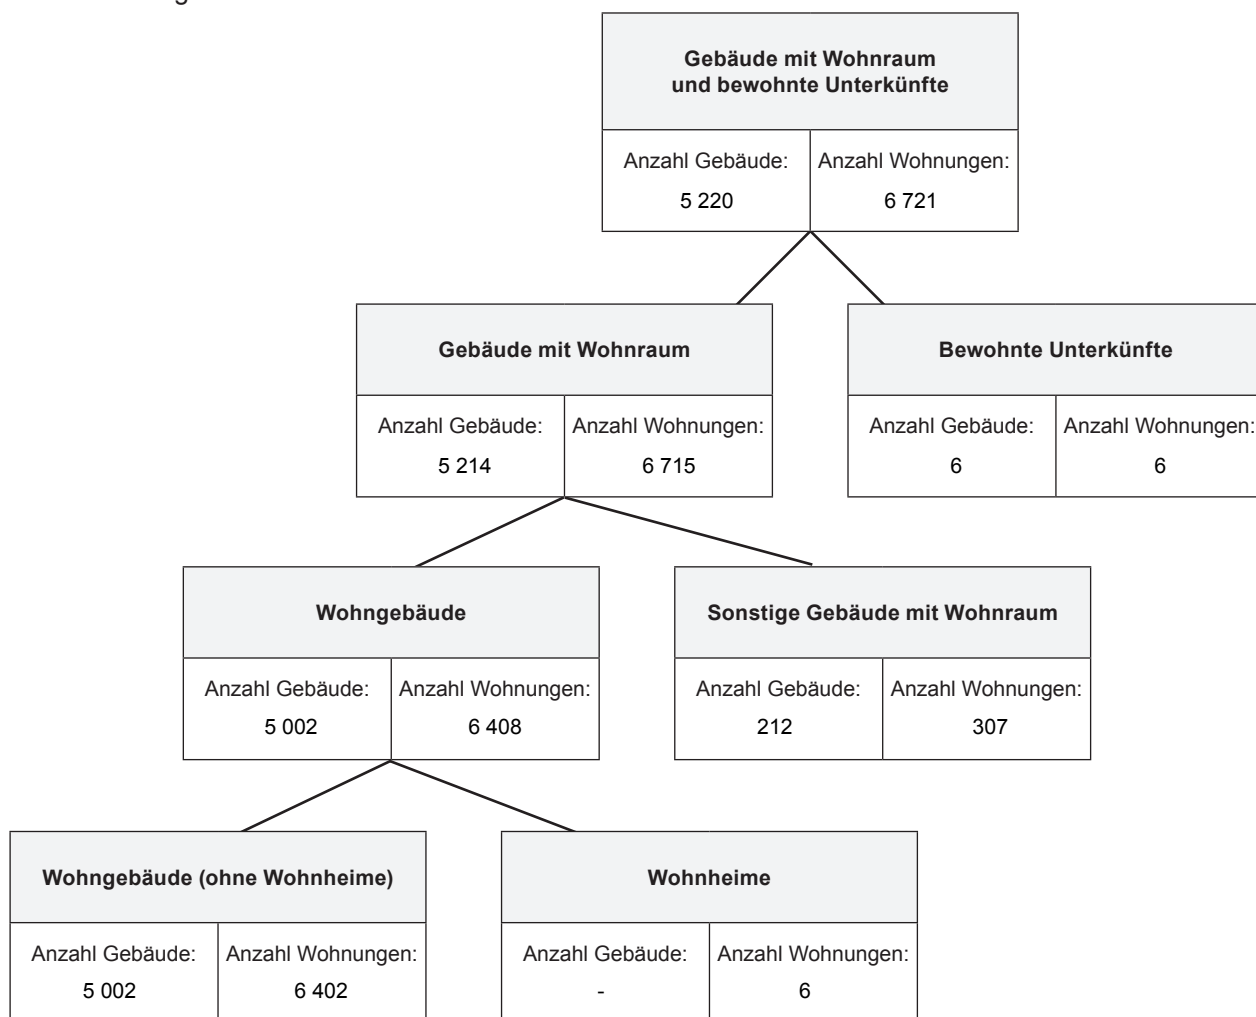 Gebäude mit Wohnraum
und bewohnte Unterkünfte
Anzahl Gebäude: Anzahl Wohnungen:
5 220 6 721
Gebäude mit Wohnraum
Bewohnte Unterkünfte
Anzahl Gebäude: Anzahl Wohnungen:
5 214 6 715
Anzahl Gebäude: Anzahl Wohnungen:
6 6
Wohngebäude
Sonstige Gebäude mit Wohnraum
Anzahl Gebäude: Anzahl Wohnungen:
5 002 6 408
Anzahl Gebäude: Anzahl Wohnungen:
212 307
Wohngebäude (ohne Wohnheime)
Wohnheime
Anzahl Gebäude: Anzahl Wohnungen:
5 002 6 402
Anzahl Gebäude: Anzahl Wohnungen:
- 6